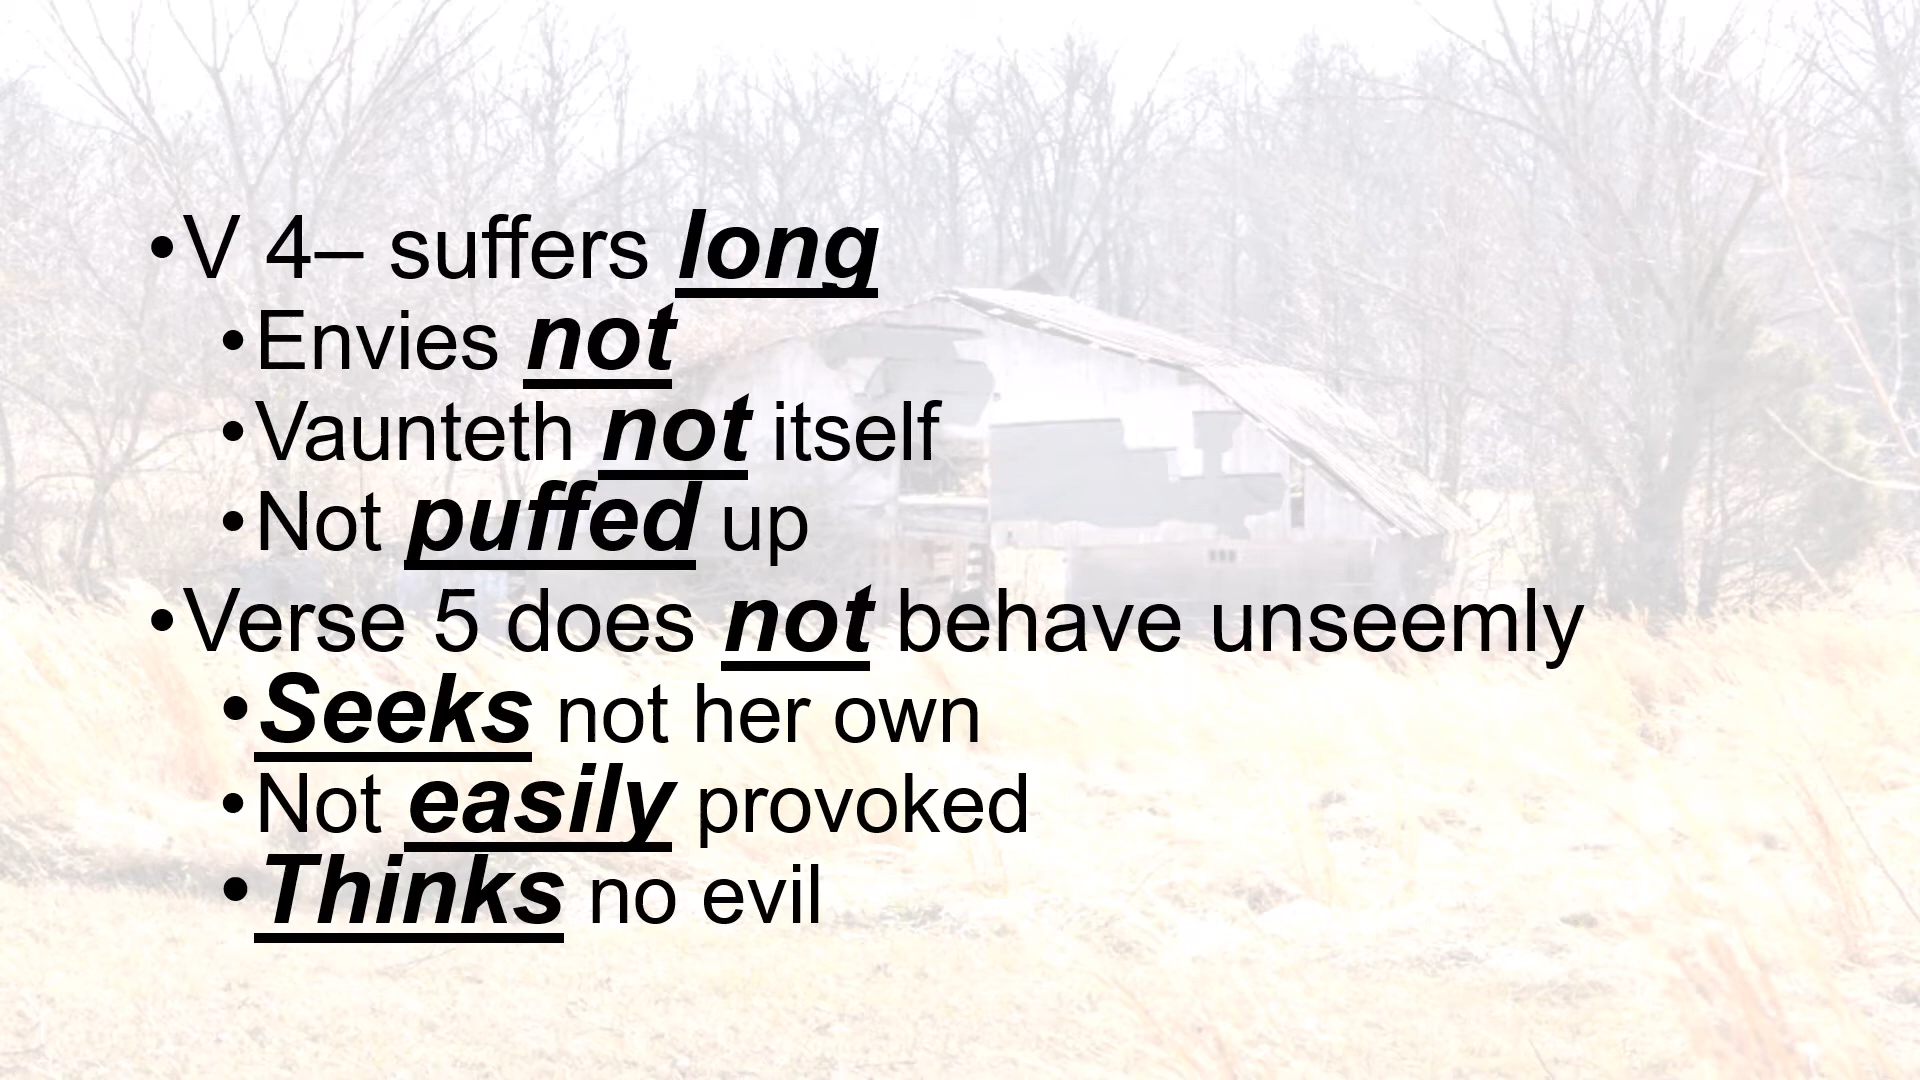 •V 4– suffers long
•Envies not
•Vaunteth not itself
•Not puffed up
•Verse 5 does not behave unseemly
•Seeks not her own
•Not easily provoked
•Thinks no evil